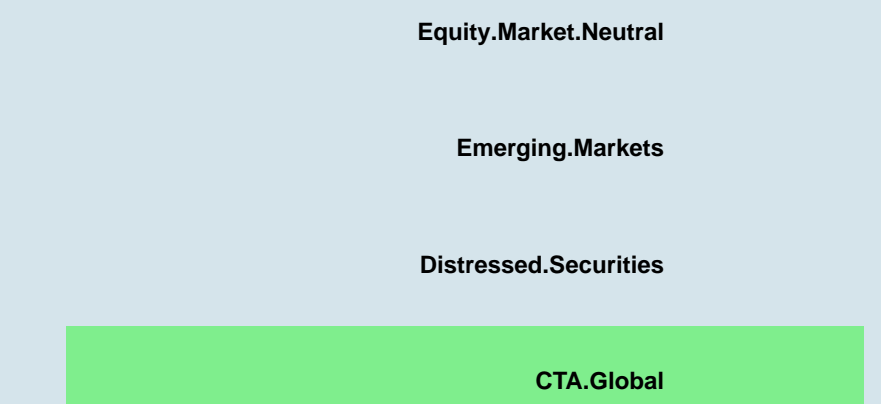 Equity.Market.Neutral
Emerging.Markets
Distressed.Securities
CTA.Global